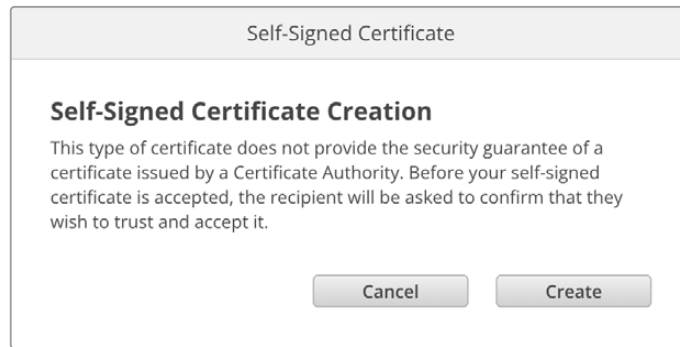 Self-Signed Certificate
Self-Signed Certificate Creation
This type of certificate does not provide the security guarantee of a
certificate issued by a Certificate Authority. Before your self-signed
certificate is accepted, the recipient will be asked to confirm that they
wish to trust and accept it.
Cancel Create